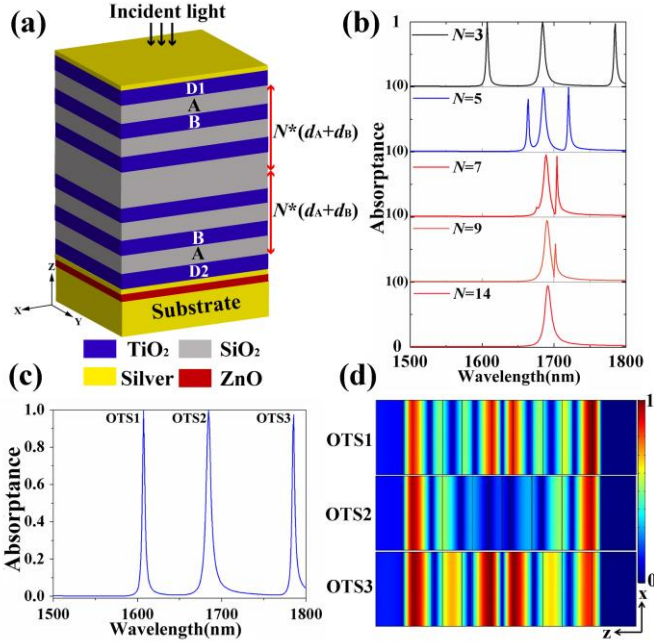 (a)
Incident light
D1
A
B
N*(dA+dB)
N*(dA+dB)
B
A
D2
Substrate
Z
X
Y
TiO2
SiO2
Silver
ZnO
(b)
Absorptance
1
N=3
1(0)
N=5
1(0)
N=7
1(0)
N=9
1(0)
N=14
0
1500
1600
1700
1800
Wavelength(nm)
(c)
Absorptance
1.0
0.8
0.6
0.4
0.2
0.0
OTS1
OTS2
OTS3
1500
1600
1700
1800
Wavelength(nm)
(d)
OTS1
OTS2
OTS3
1
0
x
z